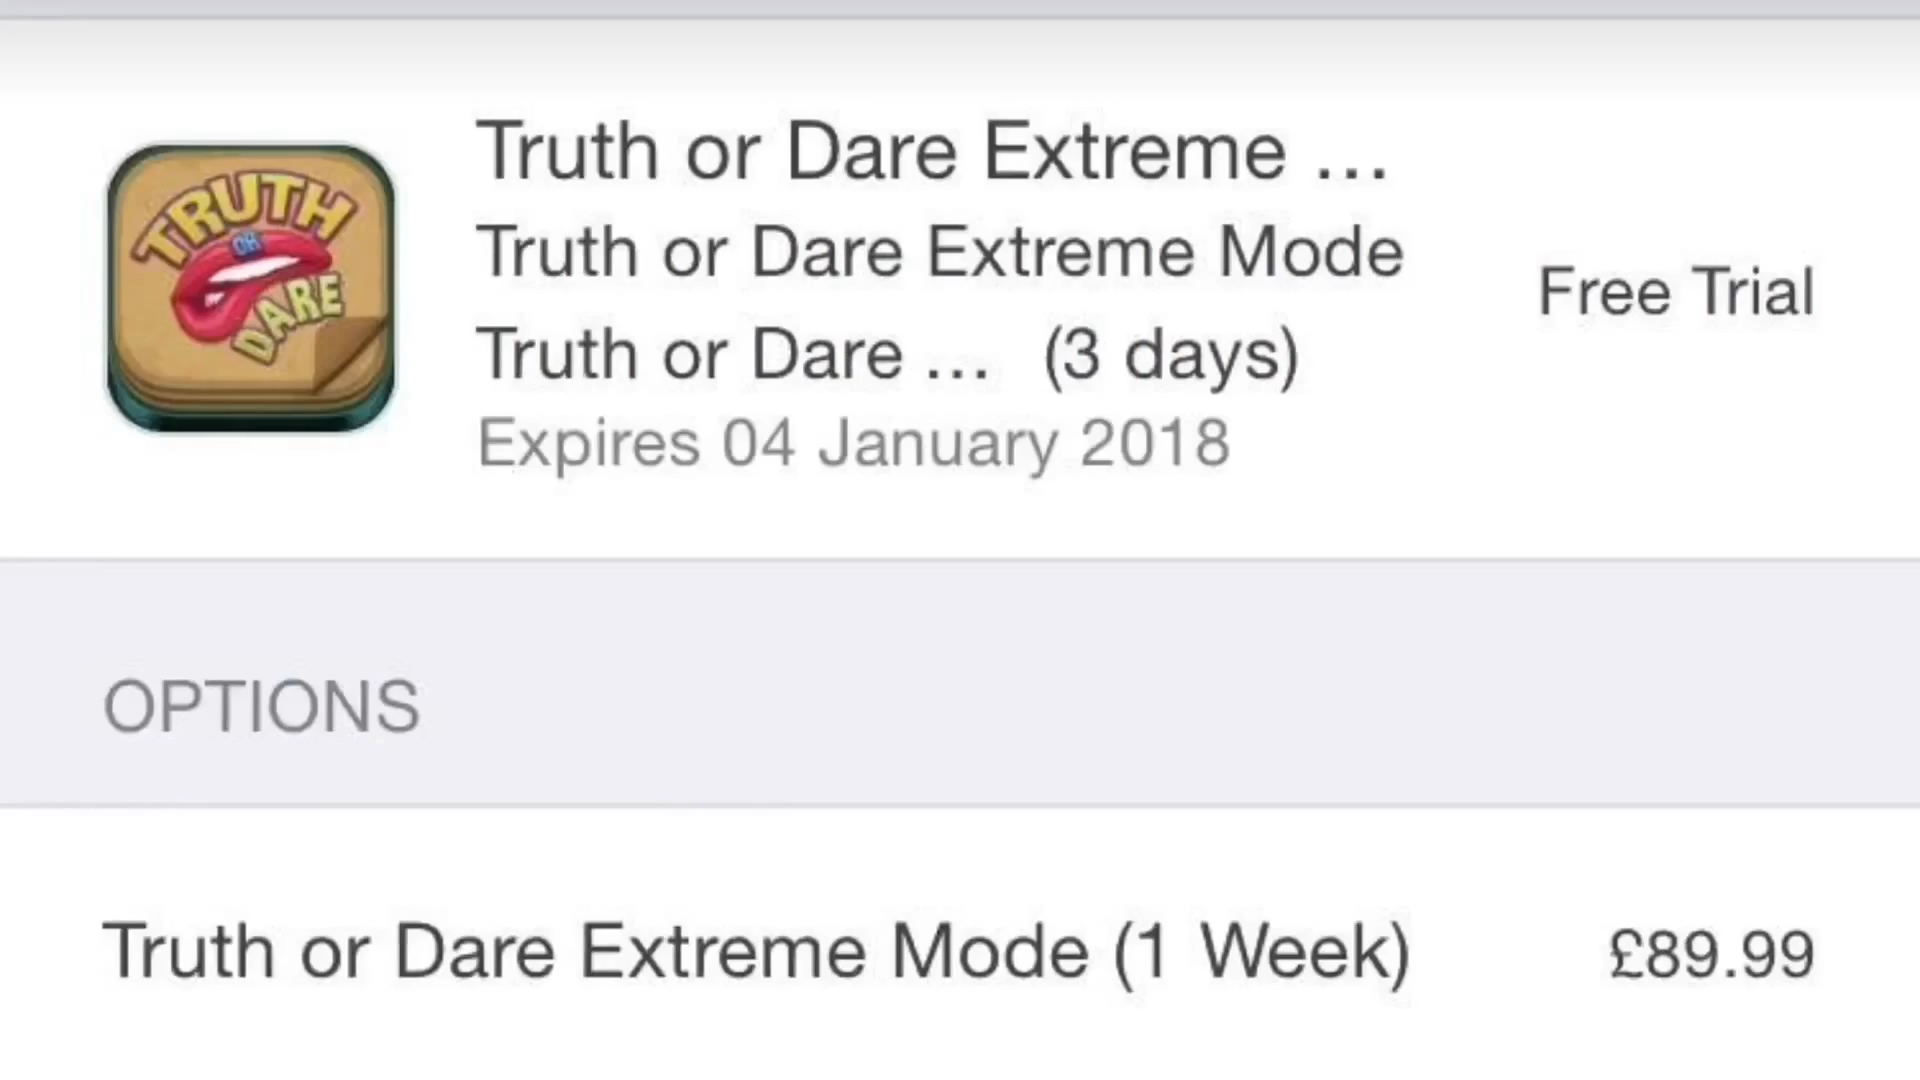 TRUTH
OR
DARE
Truth or Dare Extreme ...
Truth or Dare Extreme Mode
Truth or Dare ... (3 days)
Expires 04 January 2018
Free Trial
OPTIONS
Truth or Dare Extreme Mode (1 Week) £89.99